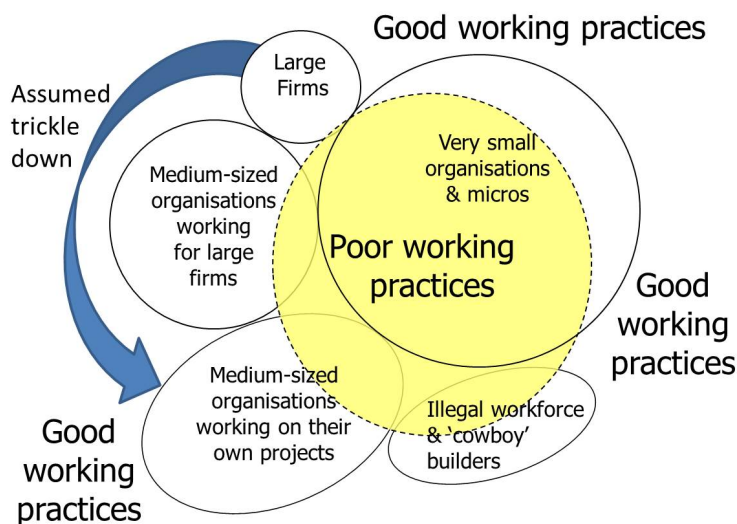 Good working practices
Large
Firms
Assumed
trickle
down
Very small
organisations
& micros
Medium-sized
organisations
working
for large
firms
Poor working
practices
Good
working
practices
Medium-sized
organisations
working on their
own projects
Illegal workforce
& ‘cowboy’
builders
Good
working
practices